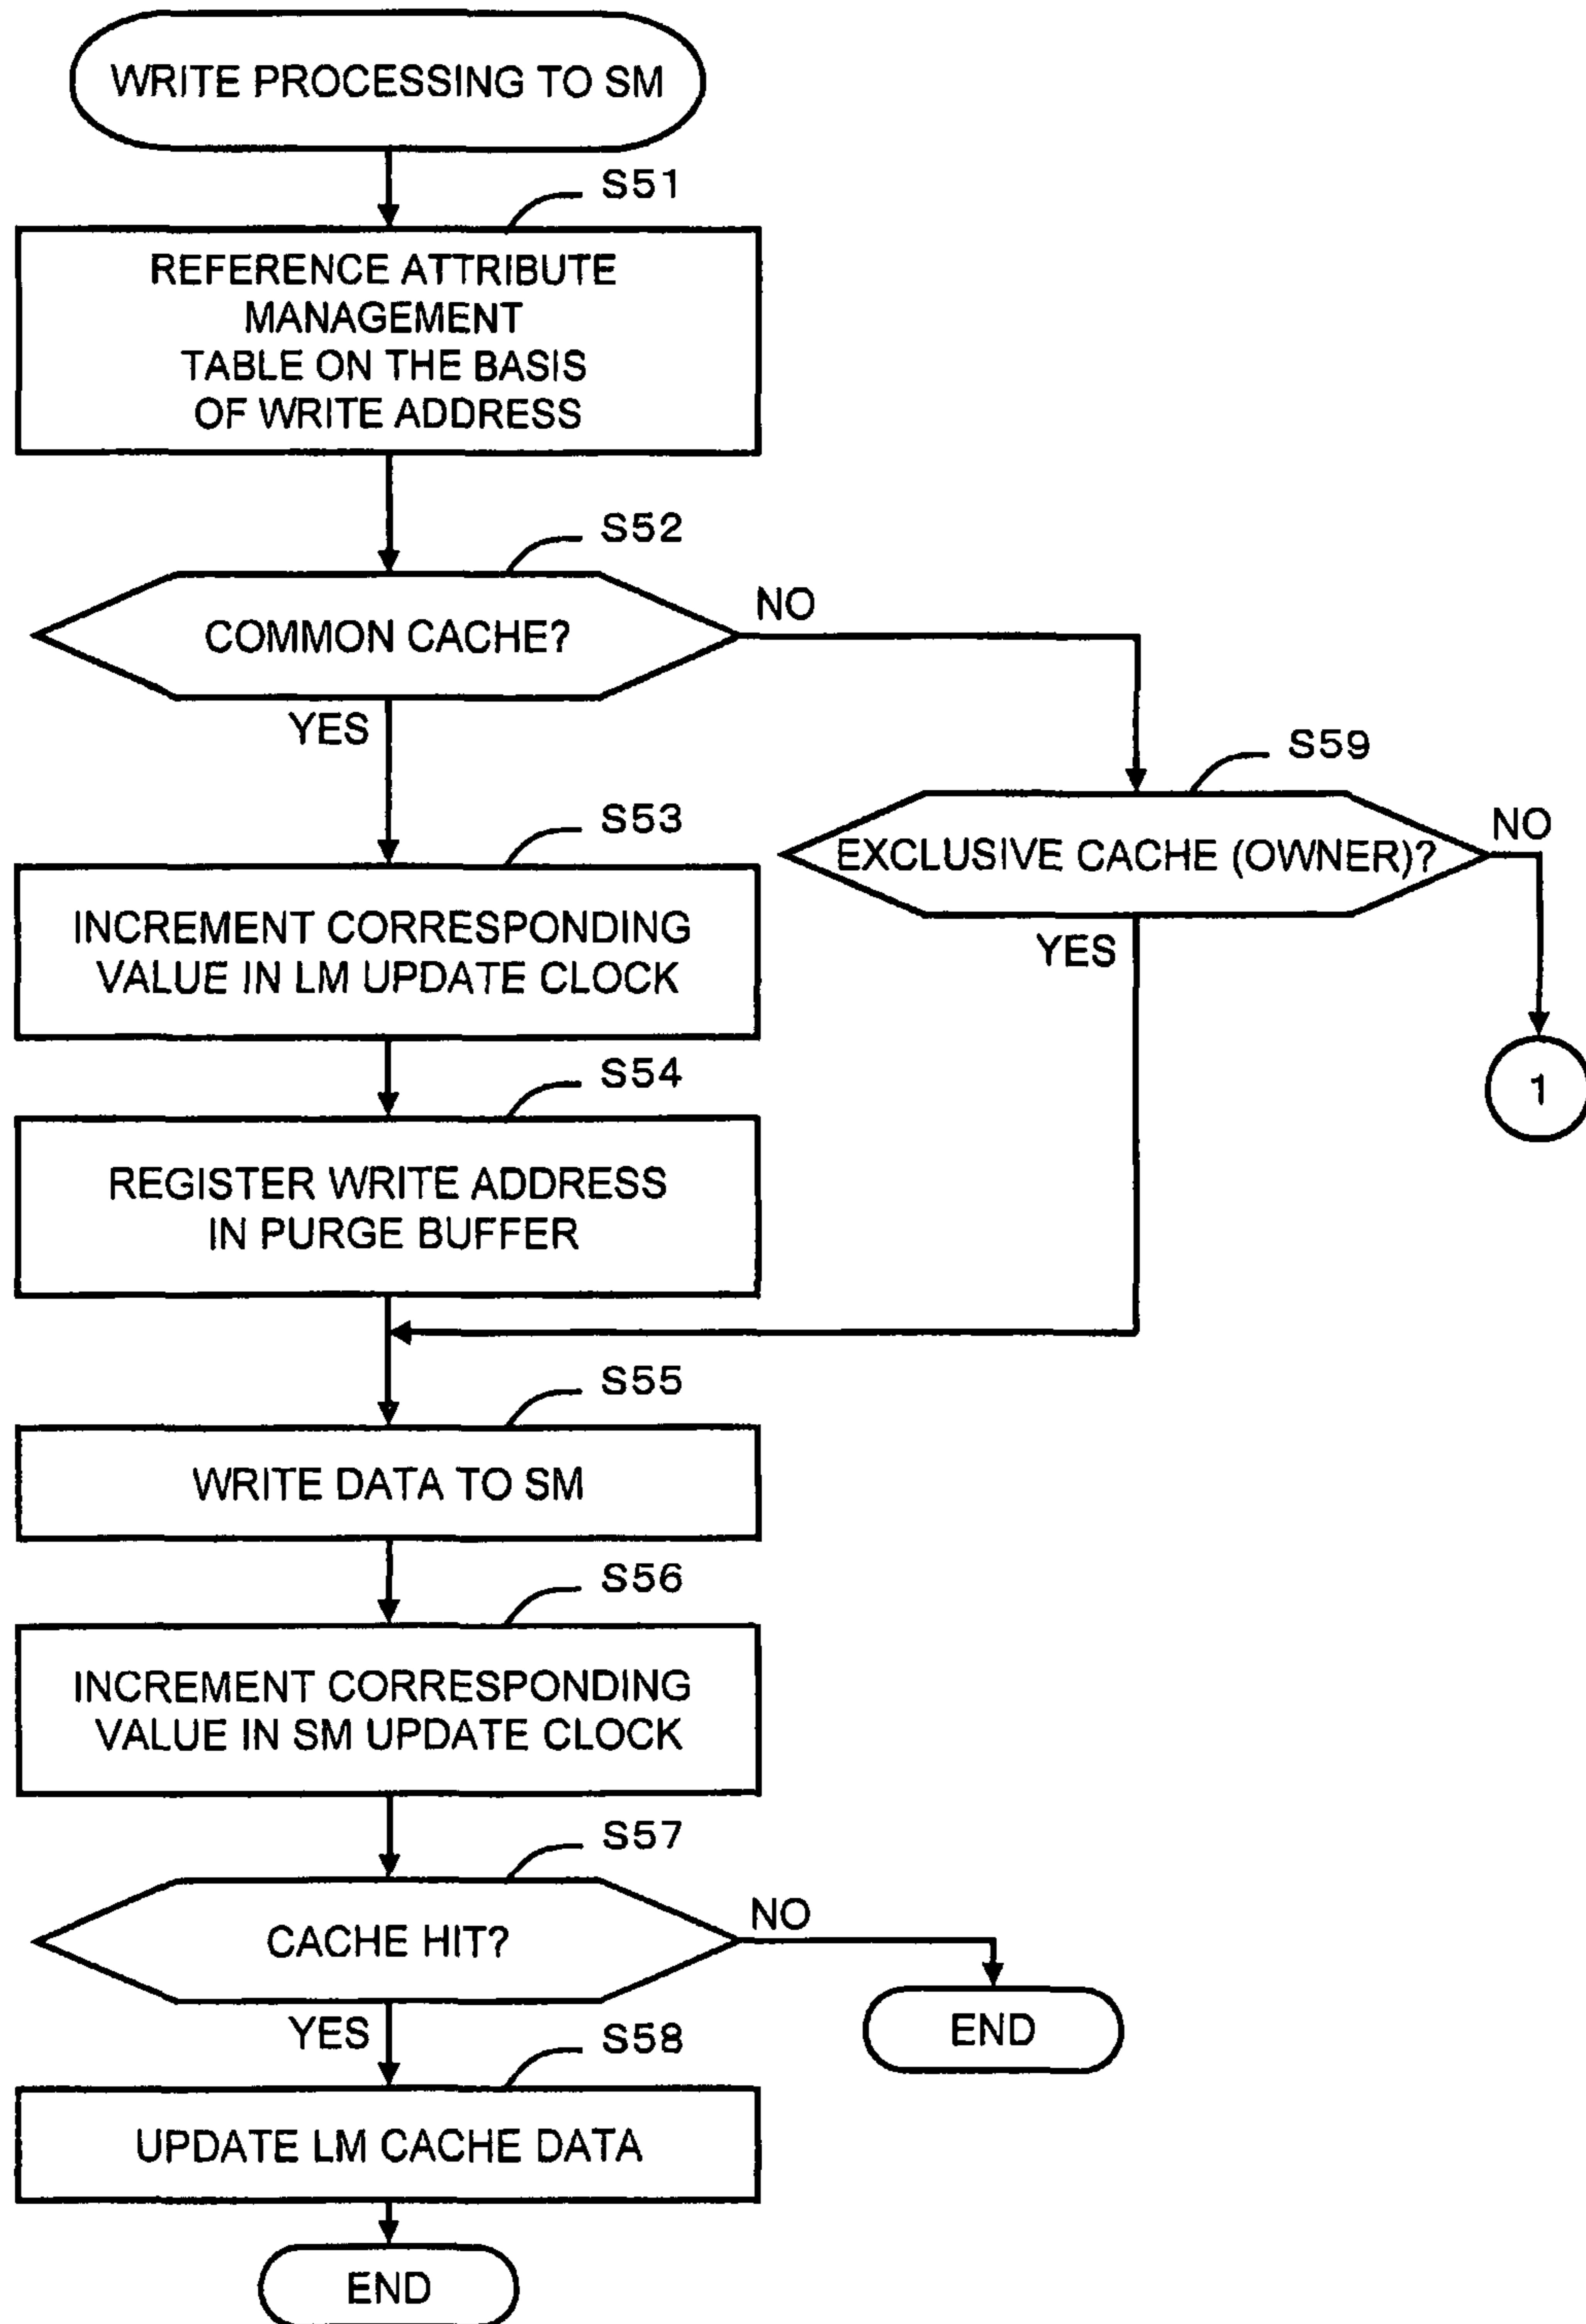 WRITE PROCESSING TO SM
S51
REFERENCE ATTRIBUTE
MANAGEMENT
TABLE ON THE BASIS
OF WRITE ADDRESS
S52
COMMON CACHE?
NO
YES
S59
EXCLUSIVE CACHE (OWNER)?
NO
YES
1
S53
INCREMENT CORRESPONDING
VALUE IN LM UPDATE CLOCK
S54
REGISTER WRITE ADDRESS
IN PURGE BUFFER
S55
WRITE DATA TO SM
S56
INCREMENT CORRESPONDING
VALUE IN SM UPDATE CLOCK
S57
CACHE HIT?
NO
END
YES
S58
UPDATE LM CACHE DATA
END